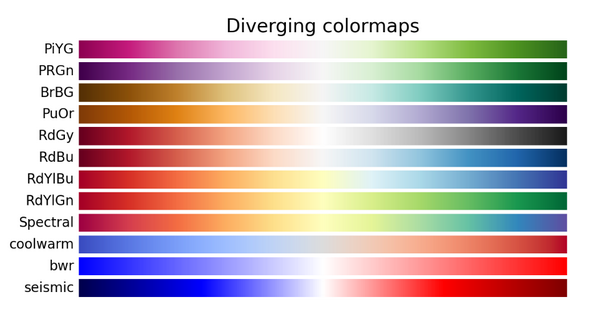 Diverging colormaps
PiYG
PRGn
BrBG
PuOr
RdGy
RdBu
RdYlBu
RdYlGn
Spectral
coolwarm
bwr
seismic